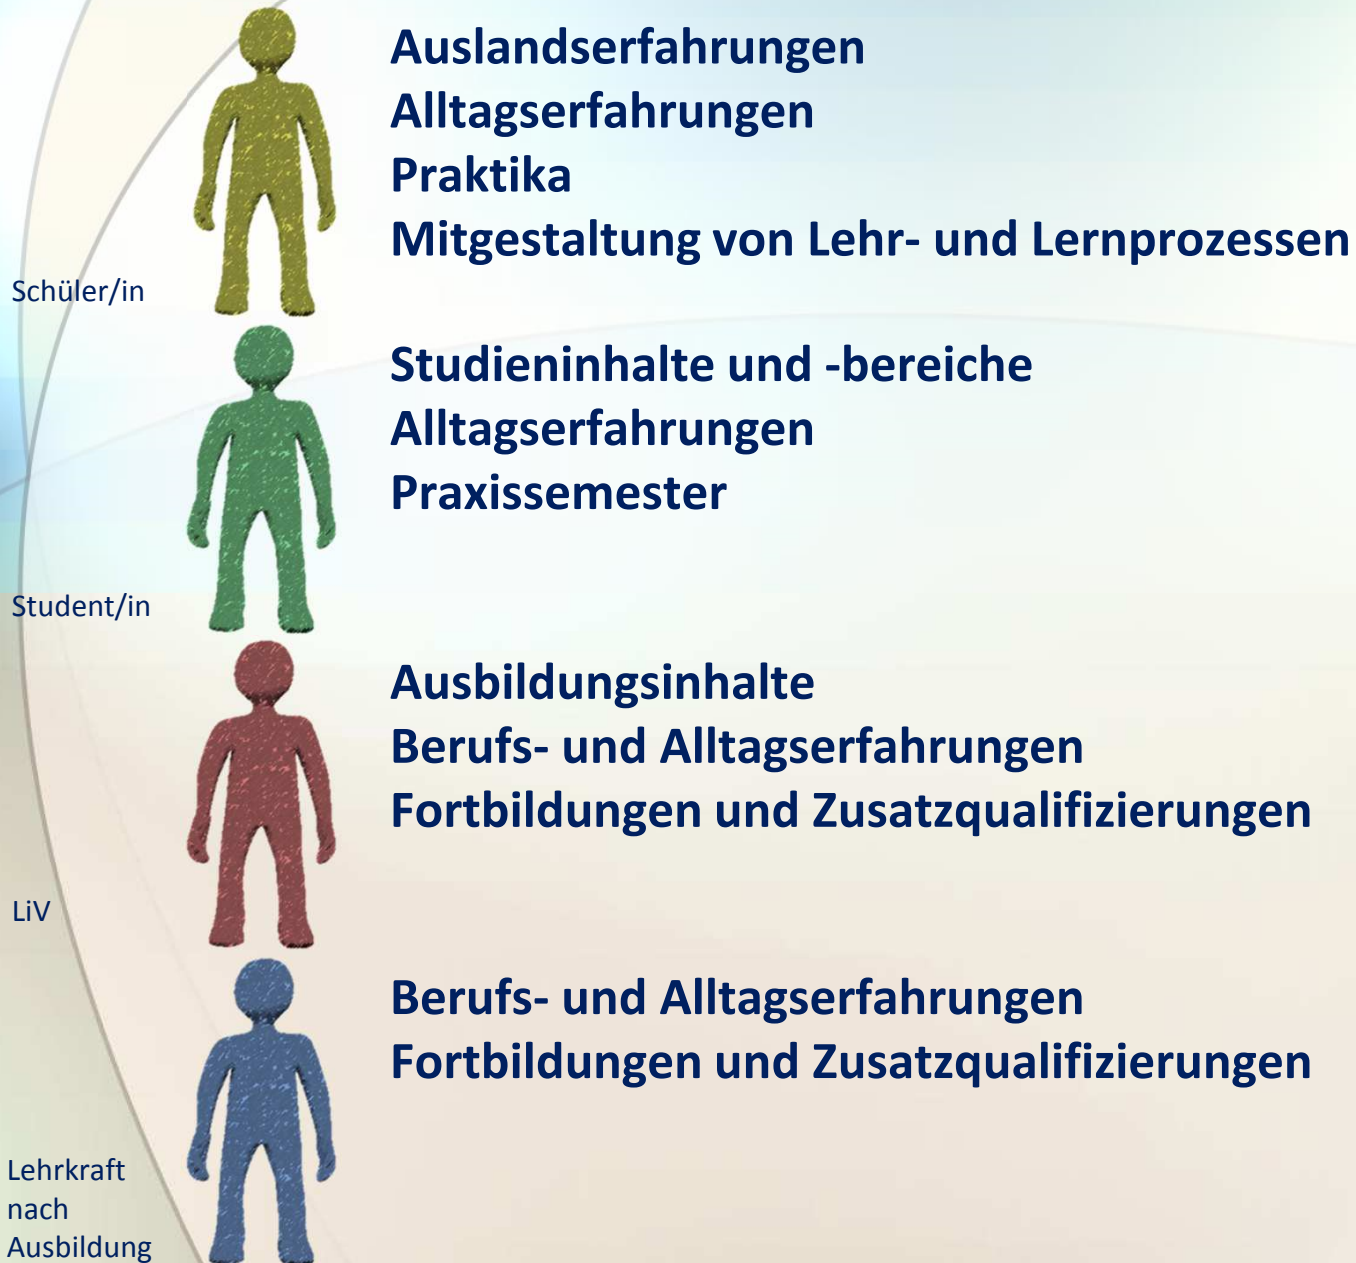 Auslandserfahrungen
Alltagserfahrungen
Praktika
Mitgestaltung von Lehr- und Lernprozessen
Schüler/in
Studieninhalte und -bereiche
Alltagserfahrungen
Praxissemester
Student/in
Ausbildungsinhalte
Berufs- und Alltagserfahrungen
Fortbildungen und Zusatzqualifizierungen
LiV
Berufs- und Alltagserfahrungen
Fortbildungen und Zusatzqualifizierungen
Lehrkraft
nach
Ausbildung